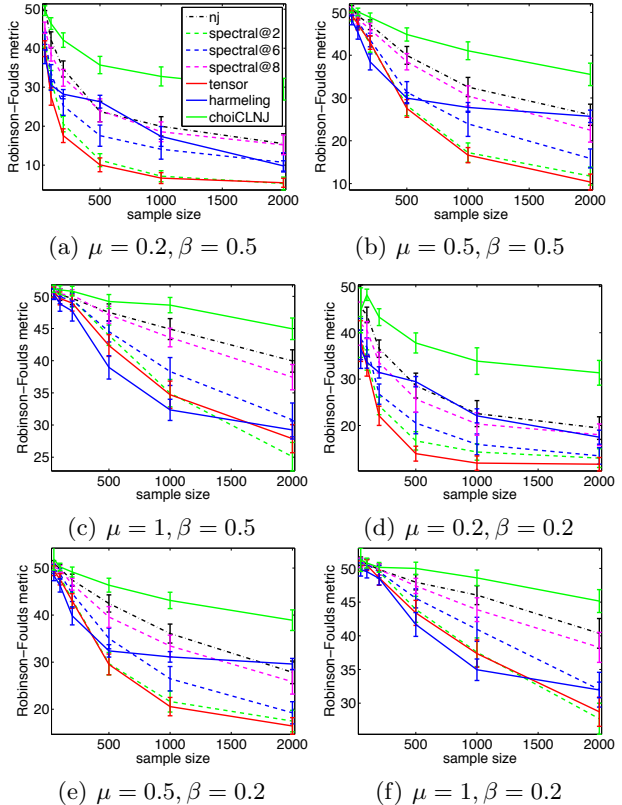 Robinson−Foulds metric
50
40
30
20
10
500 1000 1500 2000
sample size
nj
spectral@2
spectral@6
spectral@8
tensor
harmeling
choiCLNJ
(a) μ = 0.2, β = 0.5
Robinson−Foulds metric
50
40
30
20
10
500 1000 1500 2000
sample size
(b) μ = 0.5, β = 0.5
Robinson−Foulds metric
50
45
40
35
30
25
500 1000 1500 2000
sample size
(c) μ = 1, β = 0.5
Robinson−Foulds metric
50
40
30
20
500 1000 1500 2000
sample size
(d) μ = 0.2, β = 0.2
Robinson−Foulds metric
50
40
30
20
500 1000 1500 2000
sample size
(e) μ = 0.5, β = 0.2
Robinson−Foulds metric
50
45
40
35
30
500 1000 1500 2000
sample size
(f) μ = 1, β = 0.2